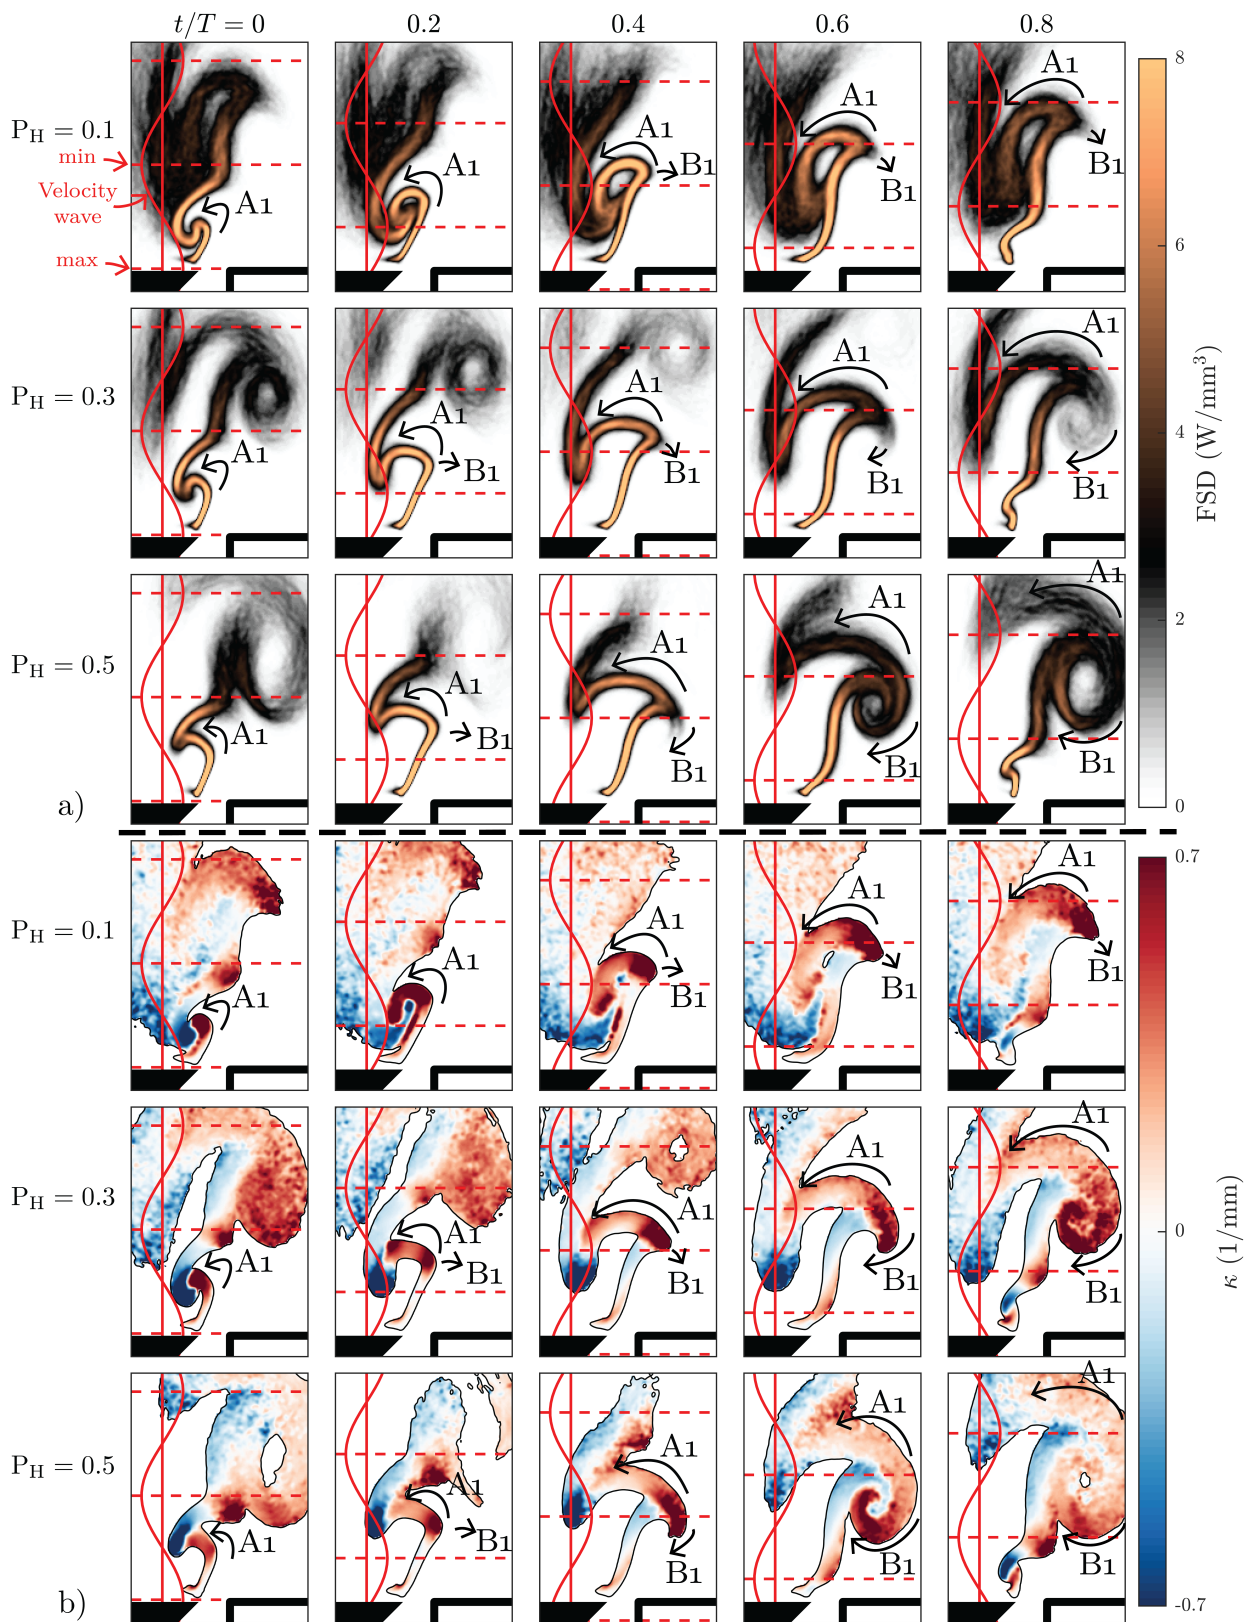 t/T = 0 0.2 0.4 0.6 0.8
8
A1
P_H = 0.1 A1 B1
min A1 B1
Velocity wave A1 A1 B1
max
6
A1
A1
P_H = 0.3
A1
A1 B1 B1 B1 B1
4
FSD (W/mm³)
A1
A1
2
P_H = 0.5 A1 A1
A1 B1 B1 B1 B1
a)
0
0.7
A1
A1
P_H = 0.1 A1
A1 B1 B1 B1
A1
A1
A1
P_H = 0.3 A1
A1 A1 B1 B1 B1 B1
0
κ (1/mm)
A1
A1
P_H = 0.5 A1
A1
A1 B1 B1 B1 B1
b)
-0.7